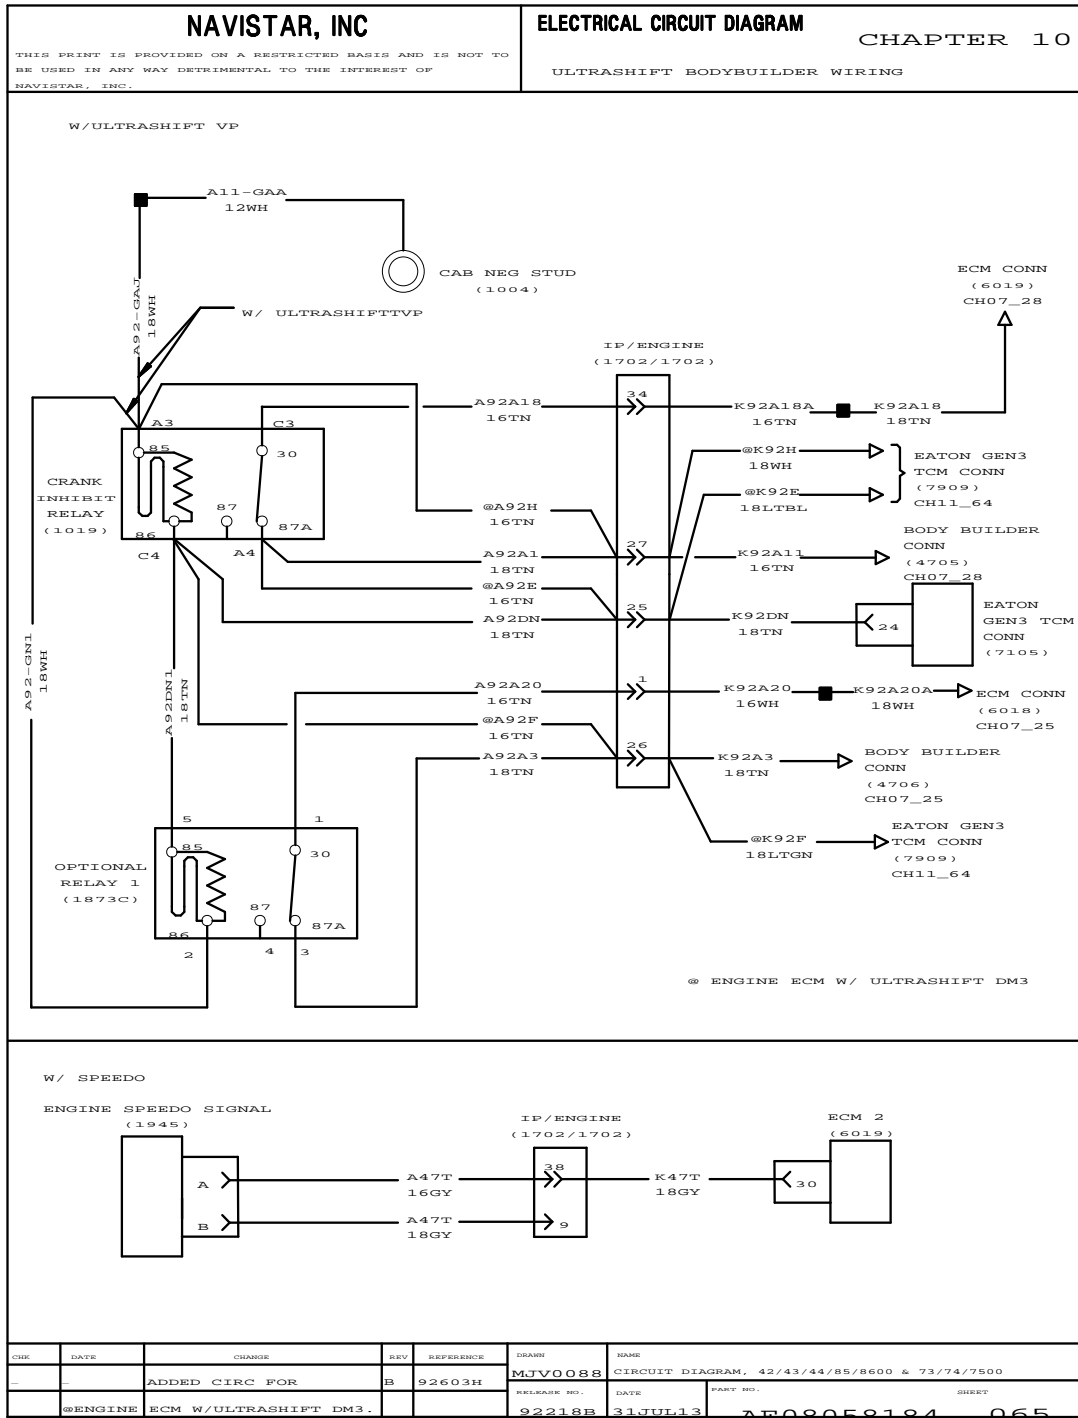 NAVISTAR, INC
THIS PRINT IS PROVIDED ON A RESTRICTED BASIS AND IS NOT TO
BE USED IN ANY WAY DETRIMENTAL TO THE INTEREST OF
NAVISTAR, INC.
ELECTRICAL CIRCUIT DIAGRAM
CHAPTER 10
ULTRASHIFT BODYBUILDER WIRING
W/ULTRASHIFT VP
A11-GAA
12WH
CAB NEG STUD
(1004)
A92-GAJ
18WH
W/ ULTRASHIFTTVP
ECM CONN
(6019)
CH07_28
IP/ENGINE
(1702/1702)
34
A92A18
16TN
K92A18A
16TN
K92A18
18TN
A3
C3
85
30
CRANK
INHIBIT
RELAY
(1019)
87
87A
86
C4
A4
@K92H
18WH
@K92E
18LTBL
EATON GEN3
TCM CONN
(7909)
CH11_64
@A92H
16TN
27
A92A1
18TN
K92A11
16TN
BODY BUILDER
CONN
(4705)
CH07_28
@A92E
16TN
25
A92DN
18TN
K92DN
18TN
24
EATON
GEN3 TCM
CONN
(7105)
A92-GN1
18WH
A92DN1
18TN
1
A92A20
16TN
K92A20
16WH
K92A20A
18WH
ECM CONN
(6018)
CH07_25
@A92F
16TN
26
A92A3
18TN
K92A3
18TN
BODY BUILDER
CONN
(4706)
CH07_25
@K92F
18LTGN
EATON GEN3
TCM CONN
(7909)
CH11_64
5
1
85
30
OPTIONAL
RELAY 1
(1873C)
87
87A
86
2
4
3
@ ENGINE ECM W/ ULTRASHIFT DM3
W/ SPEEDO
ENGINE SPEEDO SIGNAL
(1945)
IP/ENGINE
(1702/1702)
ECM 2
(6019)
A
A47T
16GY
38
K47T
18GY
30
B
A47T
18GY
9
CHK DATE CHANGE REV REFERENCE
- - ADDED CIRC FOR B 92603H
@ENGINE ECM W/ULTRASHIFT DM3.
DRAWN
MJV0088
NAME
CIRCUIT DIAGRAM, 42/43/44/85/8600 & 73/74/7500
RELEASE NO.
92218B
DATE
31JUL13
PART NO.
AF08058184
SHEET
065